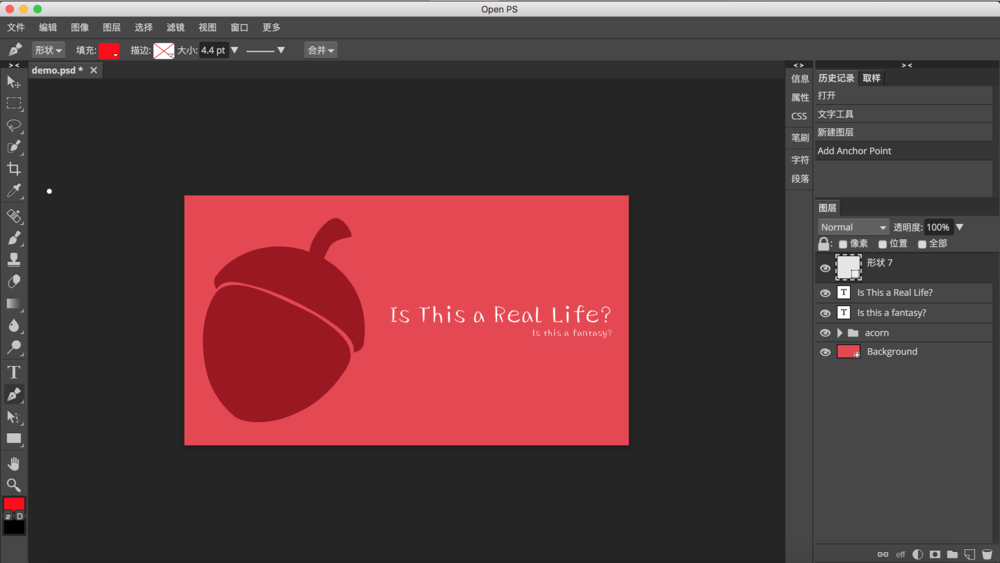 Open PS
文件 编辑 图像 图层 选择 滤镜 视图 窗口 更多
形状 填充: 描边: 大小: 4.4 pt 合并
demo.psd *
信息
属性
CSS
笔刷
字符
段落
历史记录 取样
打开
文字工具
新建图层
Add Anchor Point
图层
Normal 透明度: 100%
像素 位置 全部
形状 7
T Is This a Real Life?
T Is this a fantasy?
acorn
Background
Is This a Real Life?
Is this a fantasy?
T
D
eff